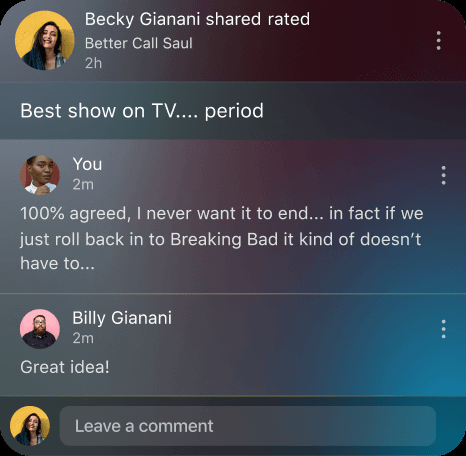 Becky Gianani shared rated
Better Call Saul
2h
Best show on TV.... period
You
2m
100% agreed, I never want it to end... in fact if we
just roll back in to Breaking Bad it kind of doesn’t
have to...
Billy Gianani
2m
Great idea!
Leave a comment